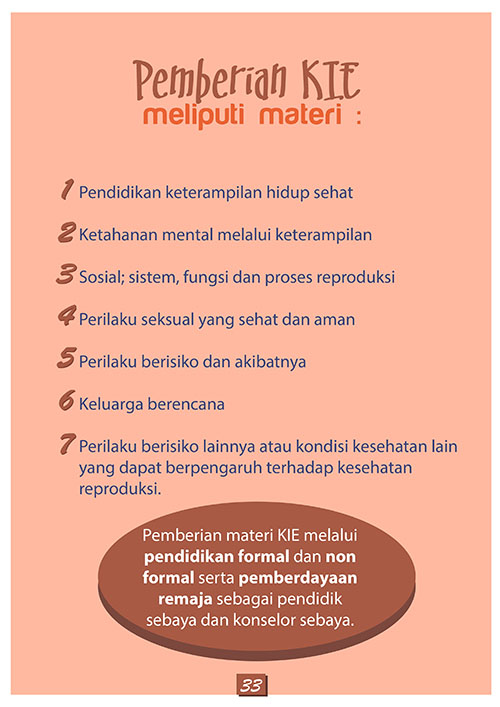 Pemberian KIE
meliputi materi :
1 Pendidikan keterampilan hidup sehat
2 Ketahanan mental melalui keterampilan
3 Sosial; sistem, fungsi dan proses reproduksi
4 Perilaku seksual yang sehat dan aman
5 Perilaku berisiko dan akibatnya
6 Keluarga berencana
7 Perilaku berisiko lainnya atau kondisi kesehatan lain
yang dapat berpengaruh terhadap kesehatan
reproduksi.
Pemberian materi KIE melalui
pendidikan formal dan non
formal serta pemberdayaan
remaja sebagai pendidik
sebaya dan konselor sebaya.
33